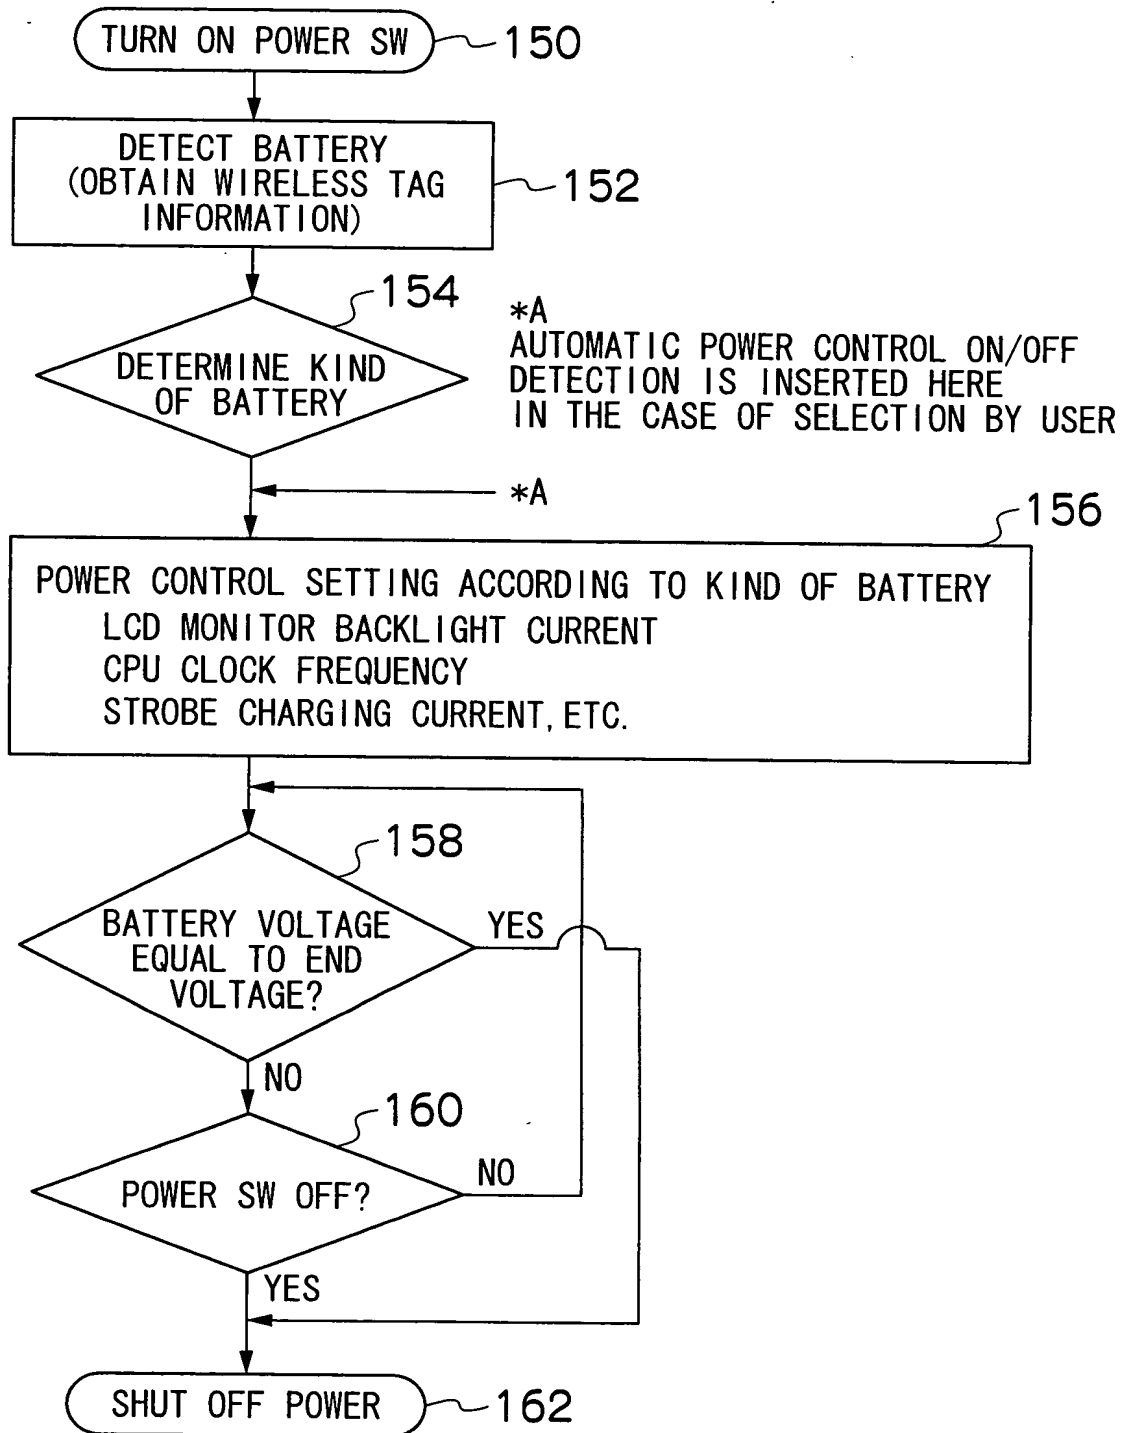 TURN ON POWER SW
150
DETECT BATTERY
(OBTAIN WIRELESS TAG
INFORMATION)
152
154
DETERMINE KIND
OF BATTERY
*A
AUTOMATIC POWER CONTROL ON/OFF
DETECTION IS INSERTED HERE
IN THE CASE OF SELECTION BY USER
*A
156
POWER CONTROL SETTING ACCORDING TO KIND OF BATTERY
LCD MONITOR BACKLIGHT CURRENT
CPU CLOCK FREQUENCY
STROBE CHARGING CURRENT, ETC.
158
BATTERY VOLTAGE
EQUAL TO END
VOLTAGE?
YES
NO
160
POWER SW OFF?
NO
YES
SHUT OFF POWER
162